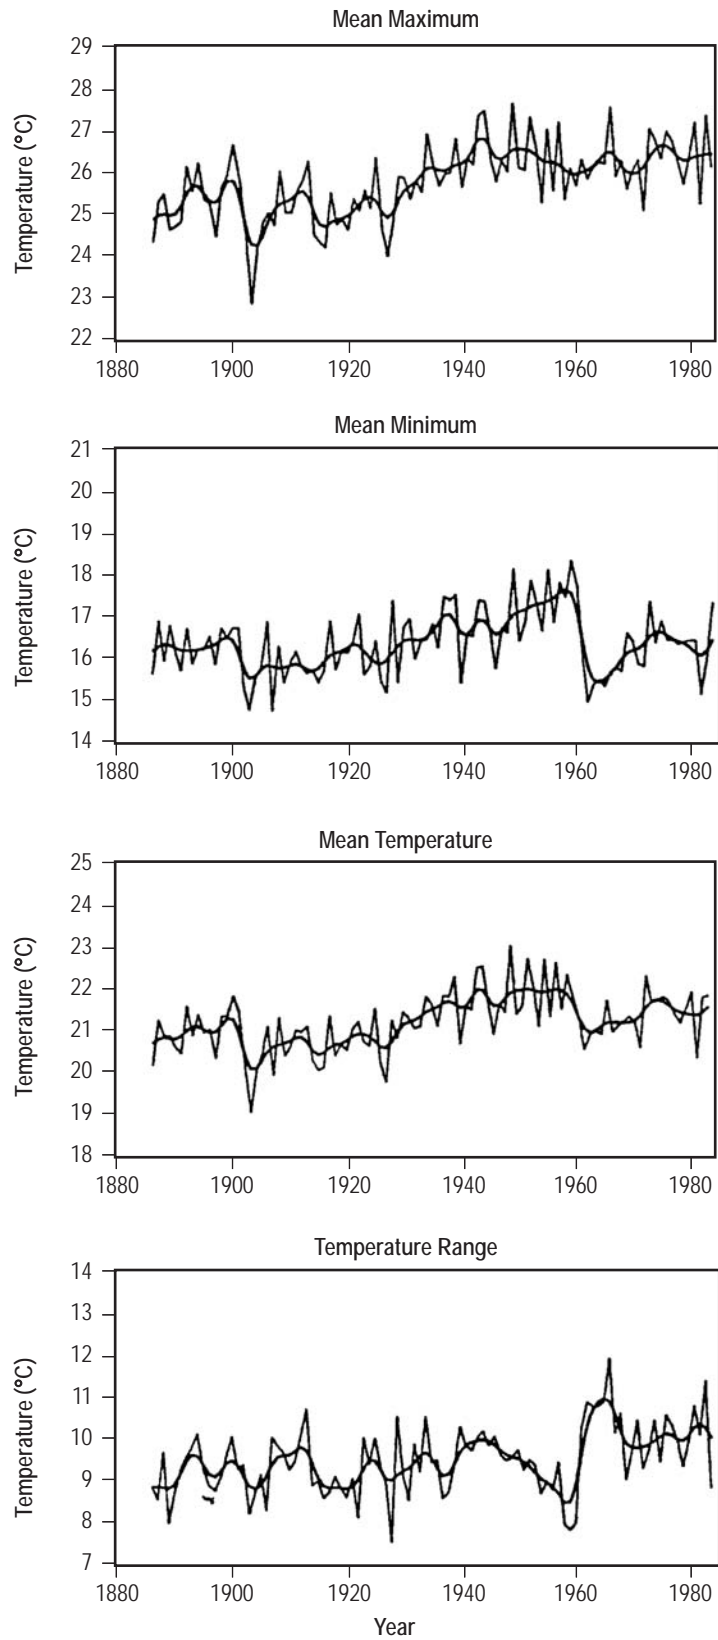 Mean Maximum
Temperature (°C)
29
28
27
26
25
24
23
22
1880 1900 1920 1940 1960 1980
Mean Minimum
Temperature (°C)
21
20
19
18
17
16
15
14
1880 1900 1920 1940 1960 1980
Mean Temperature
Temperature (°C)
25
24
23
22
21
20
19
18
1880 1900 1920 1940 1960 1980
Temperature Range
Temperature (°C)
14
13
12
11
10
9
8
7
1880 1900 1920 1940 1960 1980
Year